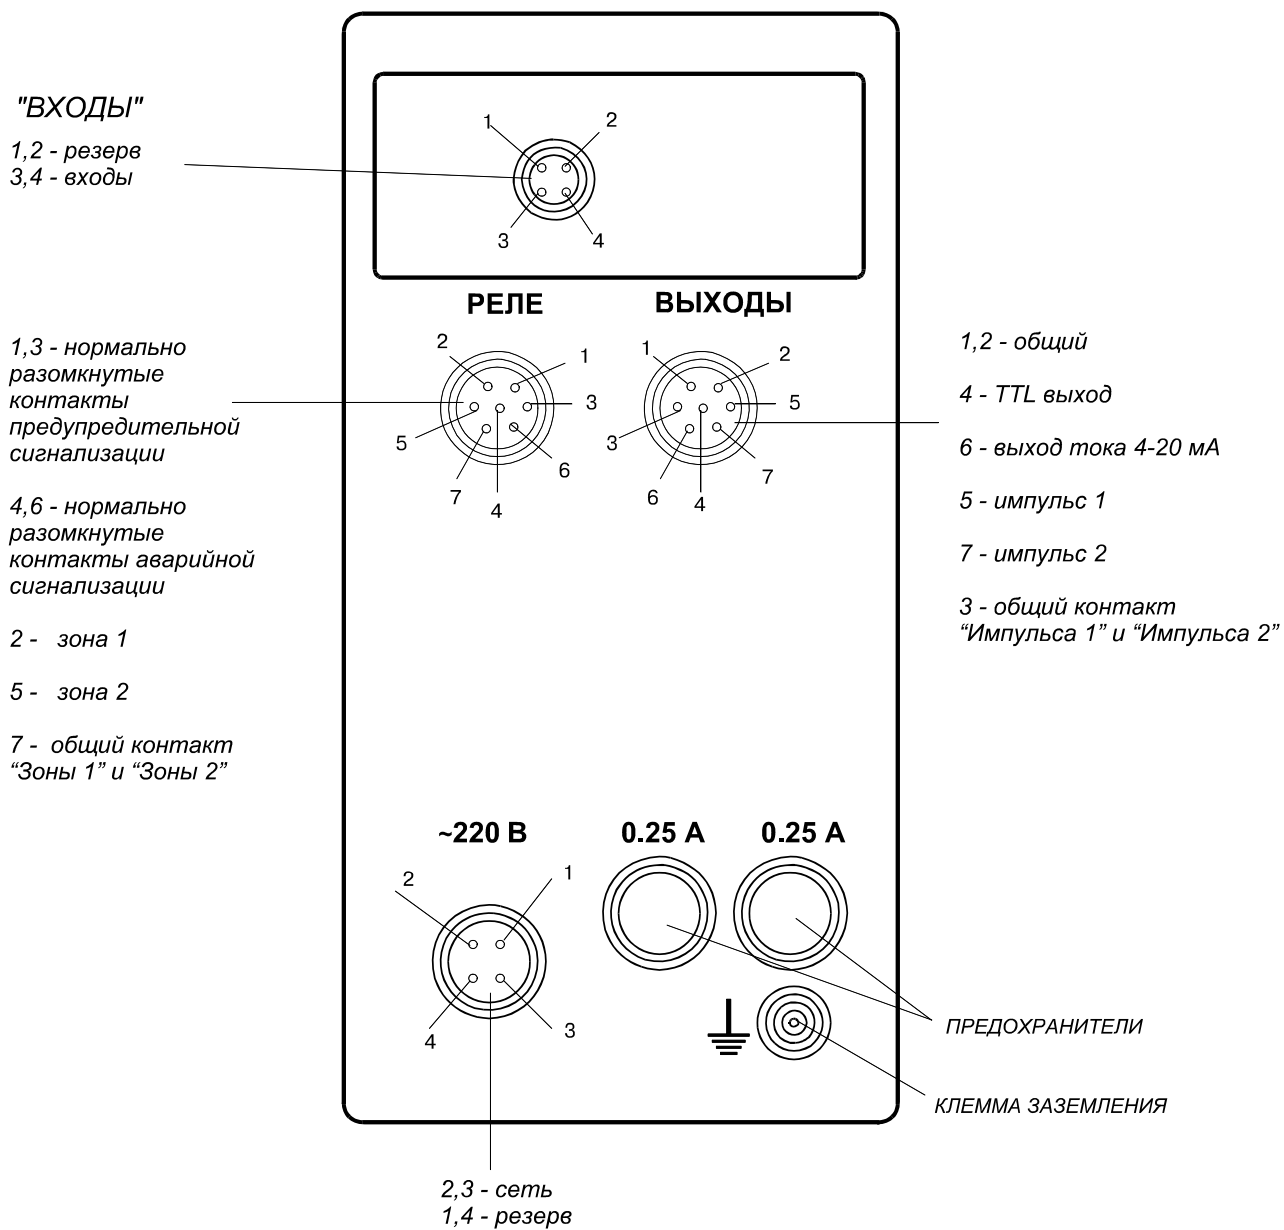 "ВХОДЫ"
1,2 - резерв
3,4 - входы
1
2
3
4
РЕЛЕ
ВЫХОДЫ
1,3 - нормально
разомкнутые
контакты
предупредительной
сигнализации
4,6 - нормально
разомкнутые
контакты аварийной
сигнализации
2 - зона 1
5 - зона 2
7 - общий контакт
“Зоны 1” и “Зоны 2”
2
1
3
5
6
7
4
1
2
5
3
7
6
4
1,2 - общий
4 - TTL выход
6 - выход тока 4-20 мА
5 - импульс 1
7 - импульс 2
3 - общий контакт
“Импульса 1” и “Импульса 2”
~220 В
0.25 А
0.25 А
2
1
4
3
ПРЕДОХРАНИТЕЛИ
КЛЕММА ЗАЗЕМЛЕНИЯ
2,3 - сеть
1,4 - резерв